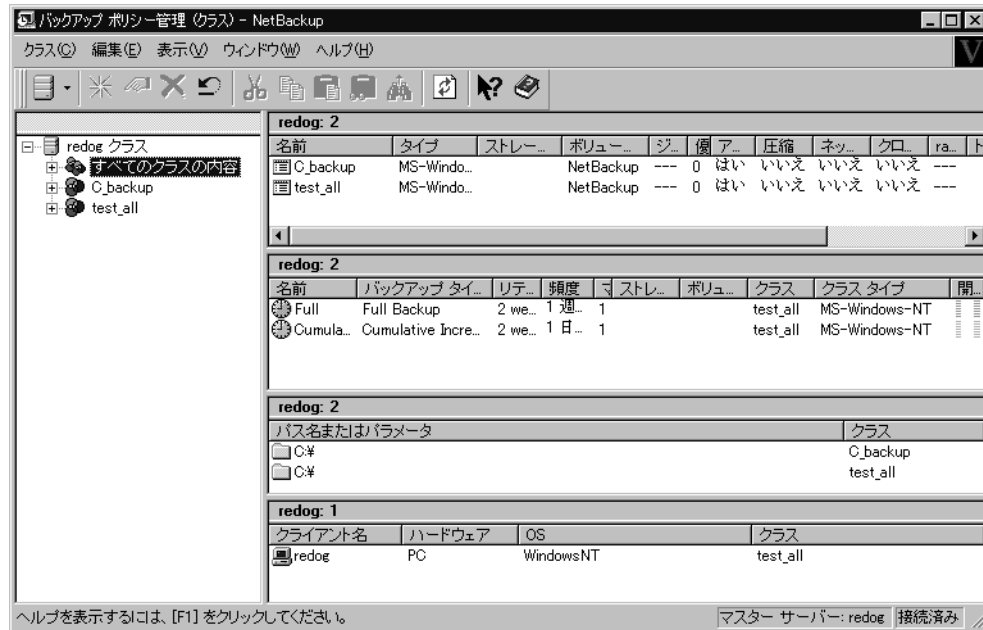 バックアップ ポリシー管理 (クラス) - NetBackup
クラス(C) 編集(E) 表示(V) ウィンドウ(W) ヘルプ(H)
redog クラス
すべてのクラスの内容
C_backup
test_all
redog: 2
名前 タイプ ストレー... ボリュー... ジ... 優 ア... 圧縮 ネッ... クロ... ra...
C_backup MS-Windo... NetBackup --- 0 はい いいえ いいえ いいえ ---
test_all MS-Windo... NetBackup --- 0 はい いいえ いいえ いいえ ---
redog: 2
名前 バックアップ タイ... リテ... 頻度 マ ストレ... ボリュ... クラス クラス タイプ 開...
Full Full Backup 2 we... 1 週... 1 test_all MS-Windows-NT
Cumula... Cumulative Incre... 2 we... 1 日... 1 test_all MS-Windows-NT
redog: 2
パス名またはパラメータ クラス
C:¥ C_backup
C:¥ test_all
redog: 1
クライアント名 ハードウェア OS クラス
redog PC WindowsNT test_all
ヘルプを表示するには、[F1] をクリックしてください。 マスター サーバー: redog 接続済み